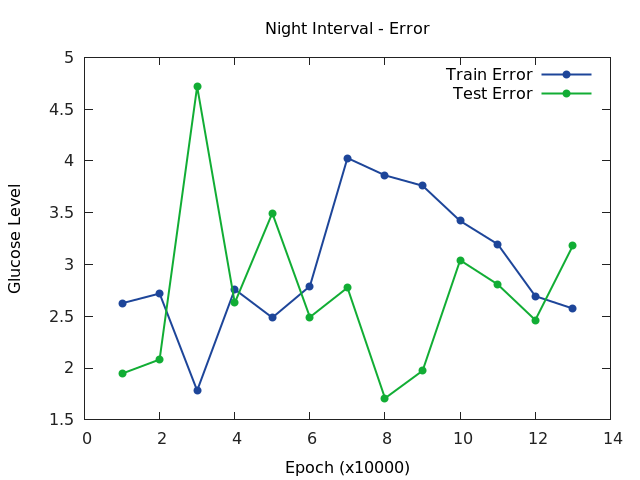 Night Interval - Error
Train Error
Test Error
5
4.5
4
3.5
3
2.5
2
1.5
Glucose Level
0 2 4 6 8 10 12 14
Epoch (x10000)